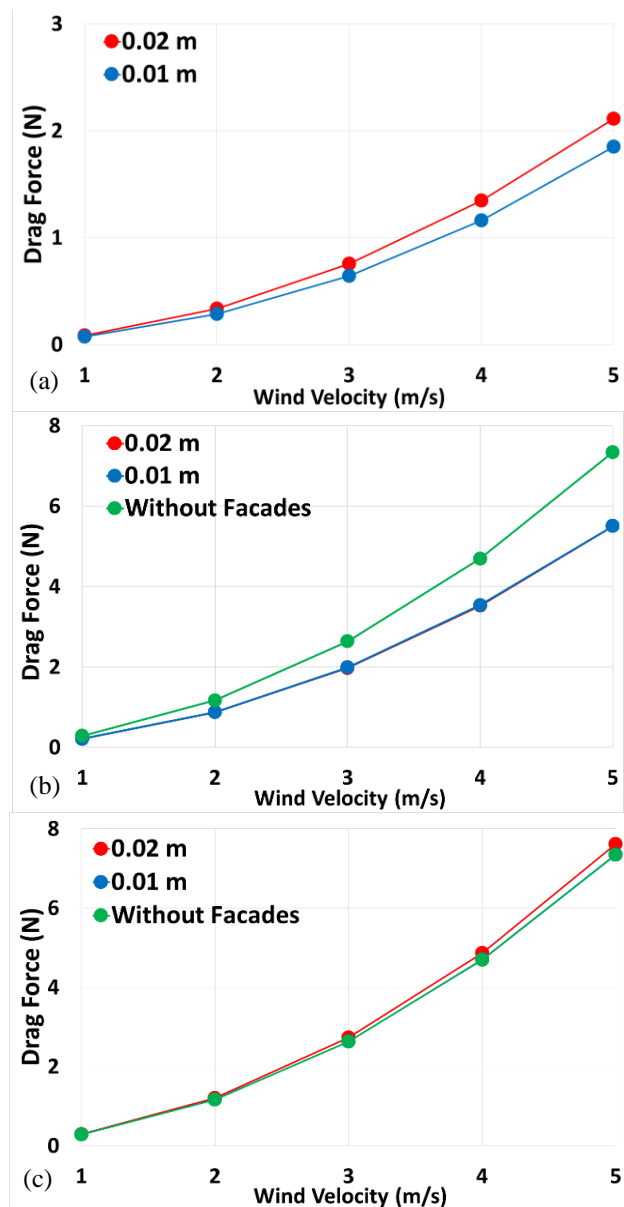 3
0.02 m
0.01 m
2
1
0
Drag Force (N)
1 2 3 4 5
(a)
Wind Velocity (m/s)
8
0.02 m
0.01 m
6
Without Facades
4
2
0
Drag Force (N)
1 2 3 4 5
(b)
Wind Velocity (m/s)
8
0.02 m
0.01 m
6
Without Facades
4
2
0
Drag Force (N)
1 2 3 4 5
(c)
Wind Velocity (m/s)